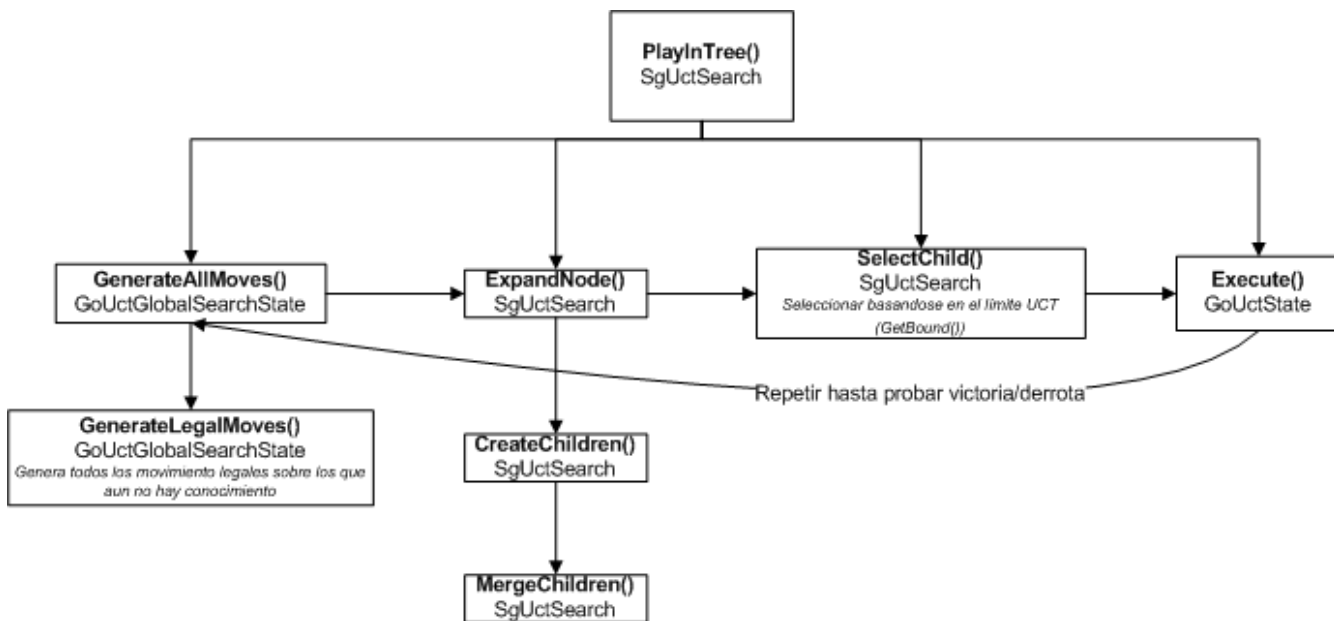 PlayInTree()
SgUctSearch
GenerateAllMoves()
GoUctGlobalSearchState
ExpandNode()
SgUctSearch
SelectChild()
SgUctSearch
Seleccionar basandose en el límite UCT
(GetBound())
Execute()
GoUctState
Repetir hasta probar victoria/derrota
GenerateLegalMoves()
GoUctGlobalSearchState
Genera todos los movimiento legales sobre los que
aun no hay conocimiento
CreateChildren()
SgUctSearch
MergeChildren()
SgUctSearch